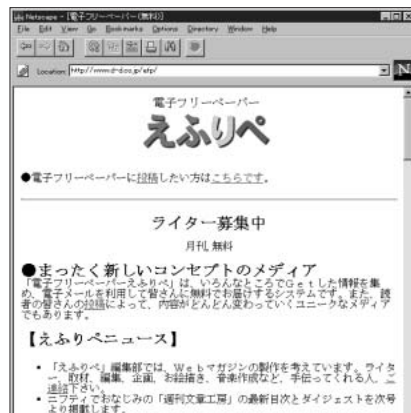 Netscape - [電子フリーペーパー(無料)]
File Edit View Go Bookmarks Options Directory Window Help
Location: http://www.d-d.co.jp/efp/
N
電子フリーペーパー
えふりぺ
●電子フリーペーパーに投稿したい方はこちらです。
ライター募集中
月刊 無料
●まったく新しいコンセプトのメディア
「電子フリーペーパーえふりぺ」は、いろんなところでGetした情報を集
め、電子メールを利用して皆さんに無料でお届けするシステムです。また、読
者の皆さんの投稿によって、内容がどんどん変わっていくユニークなメディア
でもあります。
【えふりぺニュース】
• 「えふりぺ」編集部では、Webマガジンの製作を考えています。ライタ
ー、取材、編集、企画、お絵描き、音楽作成など、手伝ってくれる人、ご
連絡下さい。
• ニフティでおなじみの「週刊文章工房」の最新目次とダイジェストを次号
より掲載します。